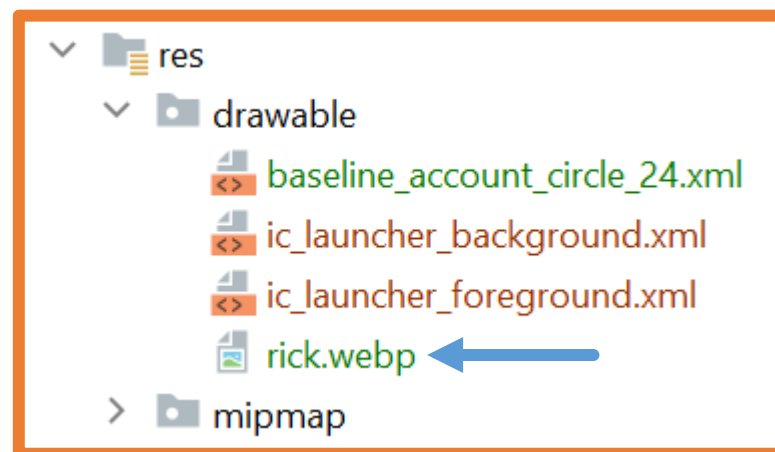 res
drawable
baseline_account_circle_24.xml
ic_launcher_background.xml
ic_launcher_foreground.xml
rick.webp
mipmap